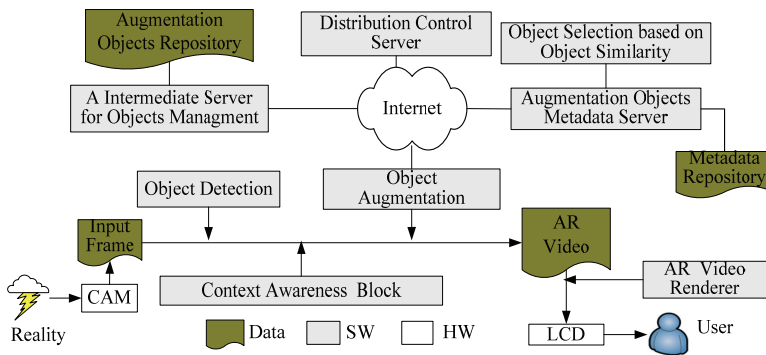 Augmentation
Objects Repository
Distribution Control
Server
Object Selection based on
Object Similarity
A Intermediate Server
for Objects Managment
Internet
Augmentation Objects
Metadata Server
Metadata
Repository
Object Detection
Object
Augmentation
Input
Frame
AR
Video
CAM
Context Awareness Block
AR Video
Renderer
Reality
Data
SW
HW
LCD
User